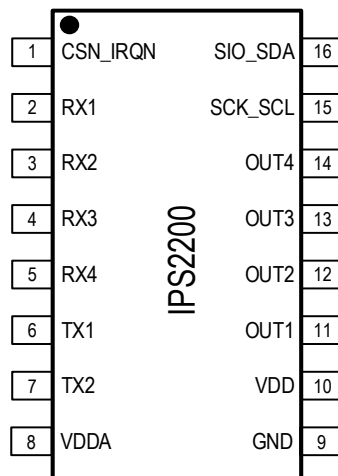 1 CSN_IRQN SIO_SDA 16
2 RX1 SCK_SCL 15
3 RX2 OUT4 14
4 RX3 OUT3 13
5 RX4 OUT2 12
6 TX1 OUT1 11
7 TX2 VDD 10
8 VDDA GND 9
IPS2200